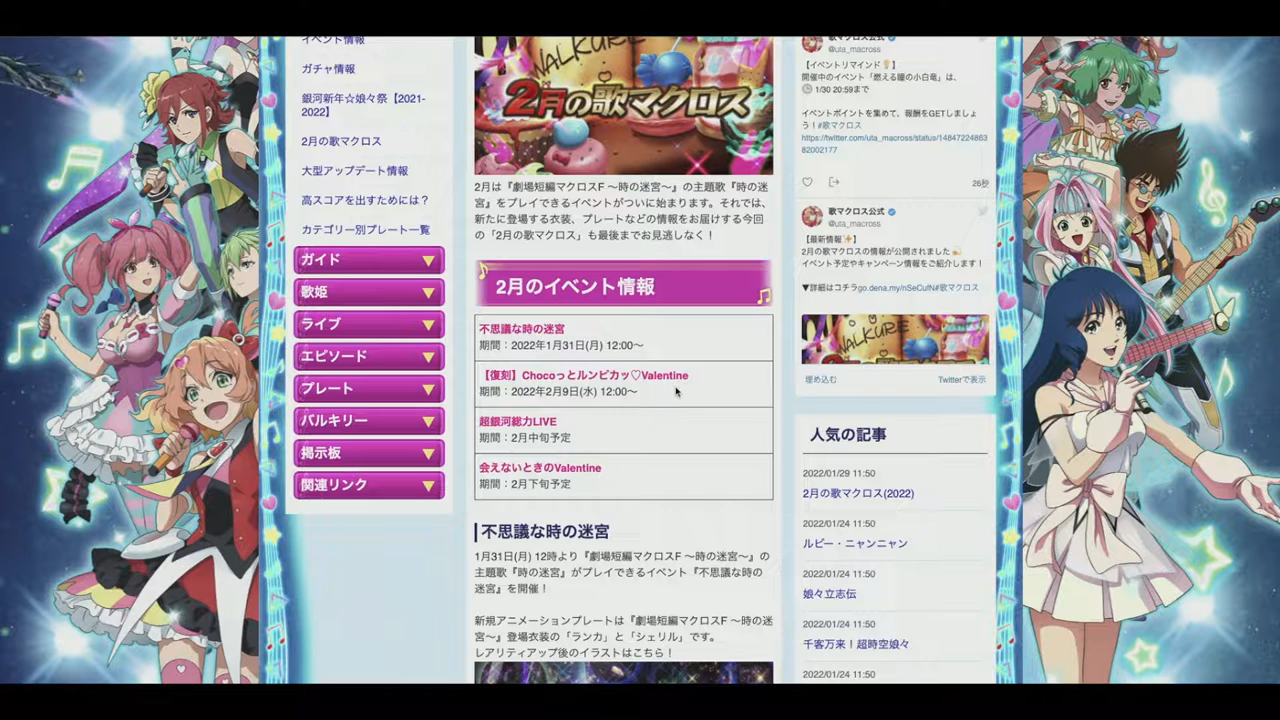 イベント情報
ガチャ情報
銀河新年☆娘々祭【2021-
2022】
2月の歌マクロス
大型アップデート情報
高スコアを出すためには？
カテゴリー別プレート一覧
ガイド
歌姫
ライブ
エピソード
プレート
バルキリー
掲示板
関連リンク
WALKURE
2月の歌マクロス
2月は『劇場短編マクロスF ～時の迷宮～』の主題歌『時の迷
宮』をプレイできるイベントがついに始まります。それでは、
新たに登場する衣装、プレートなどの情報をお届けする今回
の「2月の歌マクロス」も最後までお見逃しなく！
2月のイベント情報
不思議な時の迷宮
期間：2022年1月31日(月) 12:00～
【復刻】Chocoっとルンピカッ♡Valentine
期間：2022年2月9日(水) 12:00～
超銀河総力LIVE
期間：2月中旬予定
会えないときのValentine
期間：2月下旬予定
不思議な時の迷宮
1月31日(月) 12時より『劇場短編マクロスF ～時の迷宮～』の
主題歌『時の迷宮』がプレイできるイベント『不思議な時の
迷宮』を開催！
新規アニメーションプレートは『劇場短編マクロスF ～時の迷
宮～』登場衣装の「ランカ」と「シェリル」です。
レアリティアップ後のイラストはこちら！
歌マクロス公式
@uta_macross
【イベントリマインド💡】
開催中のイベント「燃える瞳の小白竜」は、
🕒 1/30 20:59まで
イベントポイントを集めて、報酬をGETしましょ
う！#歌マクロス
https://twitter.com/uta_macross/status/14847224863
82002177
26秒
歌マクロス公式
@uta_macross
【最新情報✨】
2月の歌マクロスの情報が公開されました
イベント予定やキャンペーン情報をご紹介します！
▼詳細はコチラgo.dena.my/nSeCuIN#歌マクロス
WALKURE
埋め込む
Twitterで表示
人気の記事
2022/01/29 11:50
2月の歌マクロス(2022)
2022/01/24 11:50
ルビー・ニャンニャン
2022/01/24 11:50
娘々立志伝
2022/01/24 11:50
千客万来！超時空娘々
2022/01/24 11:50